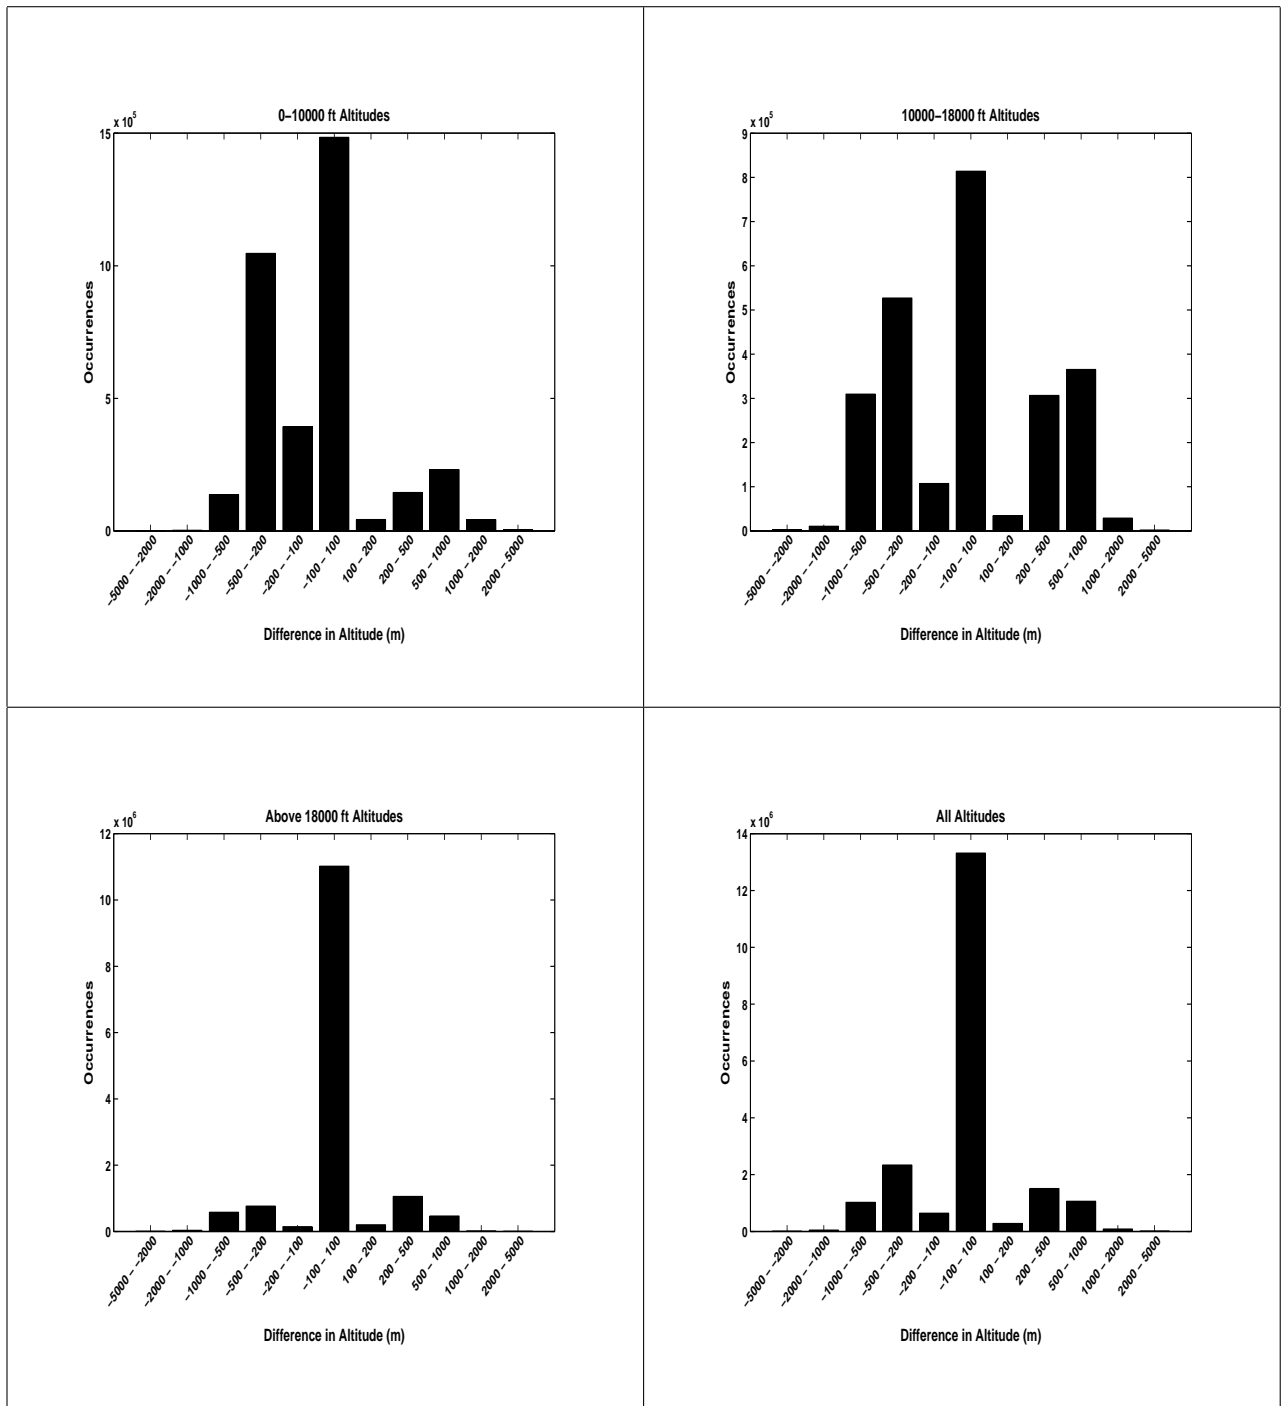 0–10000 ft Altitudes
x 10^5
15
10
5
0
Occurrences
–5000 – –2000
–2000 – –1000
–1000 – –500
–500 – –200
–200 – –100
–100 – 100
100 – 200
200 – 500
500 – 1000
1000 – 2000
2000 – 5000
Difference in Altitude (m)
10000–18000 ft Altitudes
x 10^5
9
8
7
6
5
4
3
2
1
0
Occurrences
–5000 – –2000
–2000 – –1000
–1000 – –500
–500 – –200
–200 – –100
–100 – 100
100 – 200
200 – 500
500 – 1000
1000 – 2000
2000 – 5000
Difference in Altitude (m)
Above 18000 ft Altitudes
x 10^6
12
10
8
6
4
2
0
Occurrences
–5000 – –2000
–2000 – –1000
–1000 – –500
–500 – –200
–200 – –100
–100 – 100
100 – 200
200 – 500
500 – 1000
1000 – 2000
2000 – 5000
Difference in Altitude (m)
All Altitudes
x 10^6
14
12
10
8
6
4
2
0
Occurrences
–5000 – –2000
–2000 – –1000
–1000 – –500
–500 – –200
–200 – –100
–100 – 100
100 – 200
200 – 500
500 – 1000
1000 – 2000
2000 – 5000
Difference in Altitude (m)